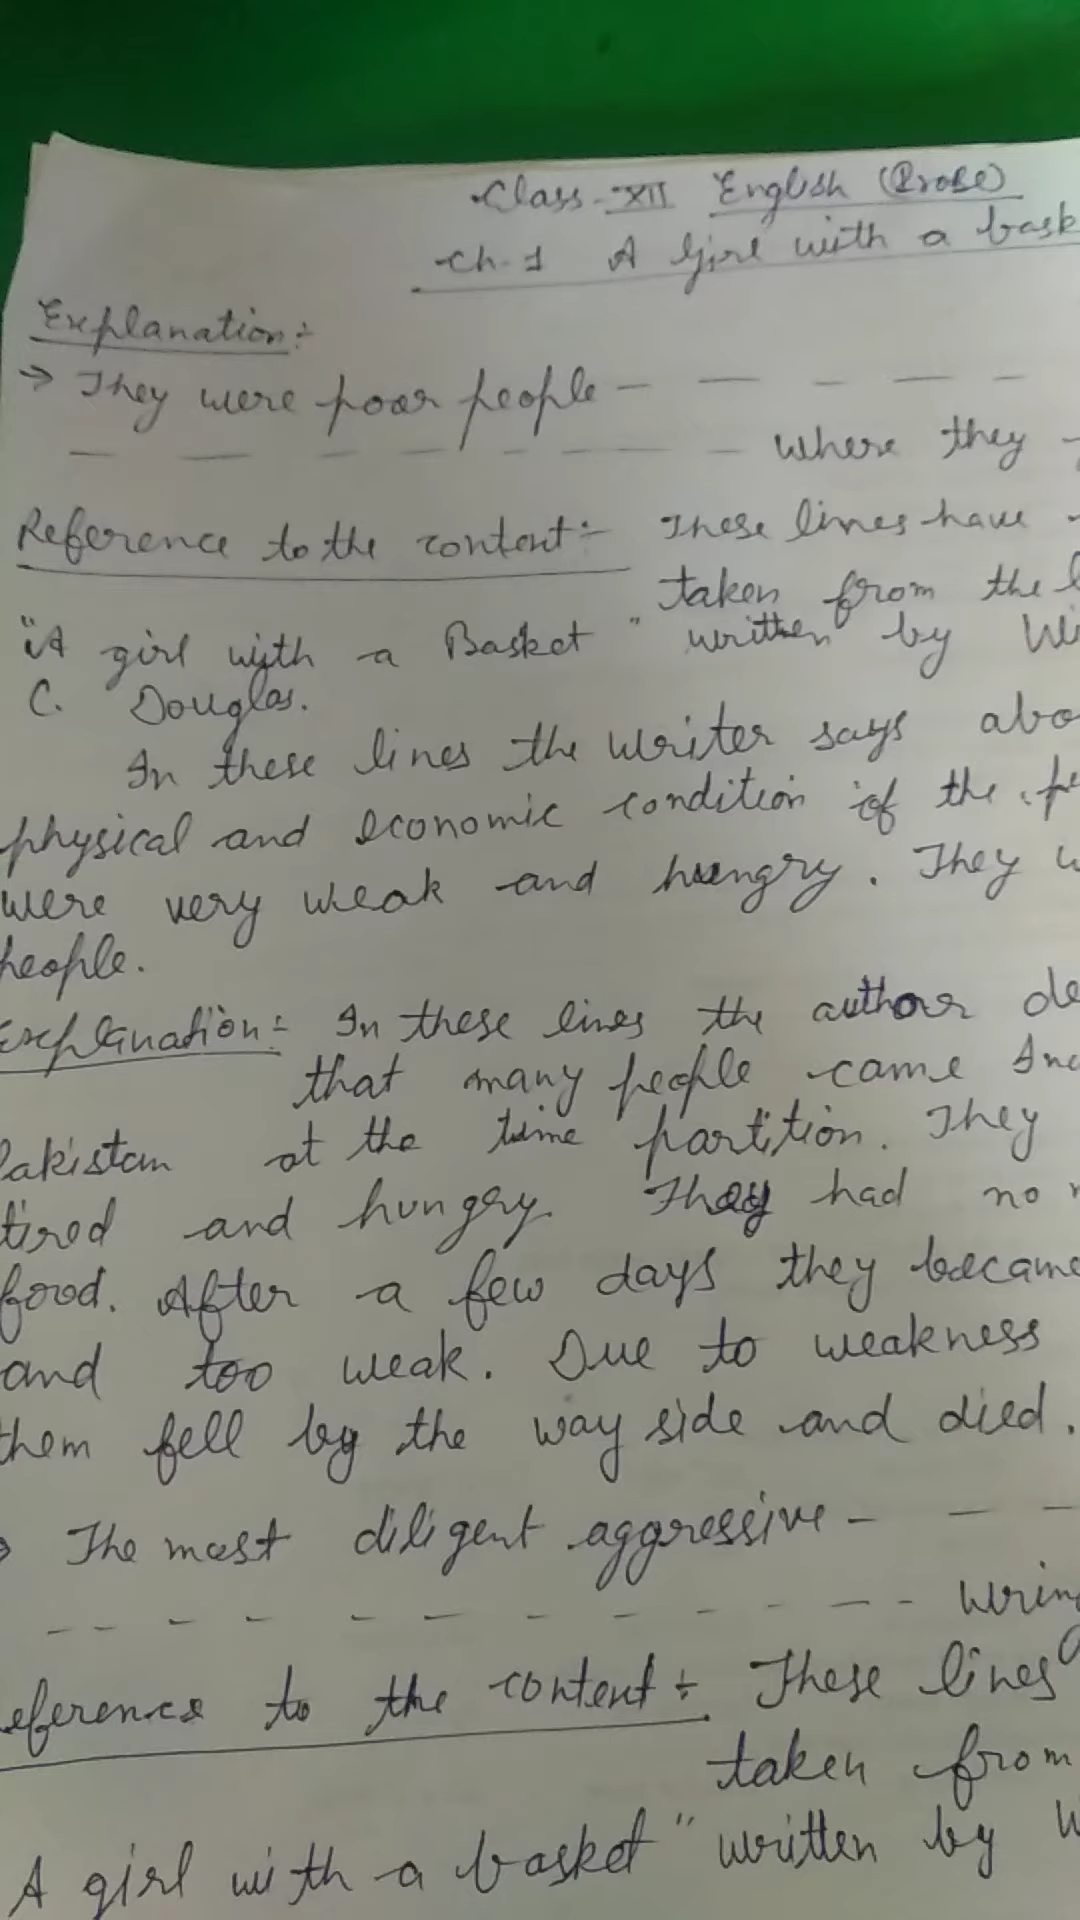 Class-XII English (Prose)
Ch-1 A Girl with a
Explanation:-
→ They were poor people - - - - -
- - - - - - - - - where they
Reference to the content:- These lines have
taken from the
"A girl with a Basket" written by
C. Douglas.
In these lines the writer says
physical and economic condition of the
were very weak and hungry. They
people.
Explanation:- In these lines the author
that many people came
Pakistan at the time partition. They
tired and hungry. They had no
food. After a few days they became
and too weak. Due to weakness
them fell by the way side and died.
→ The most diligent aggressive - - -
- - - - - - - - - - - -
Reference to the content:- These lines
taken from
A girl with a basket" written by